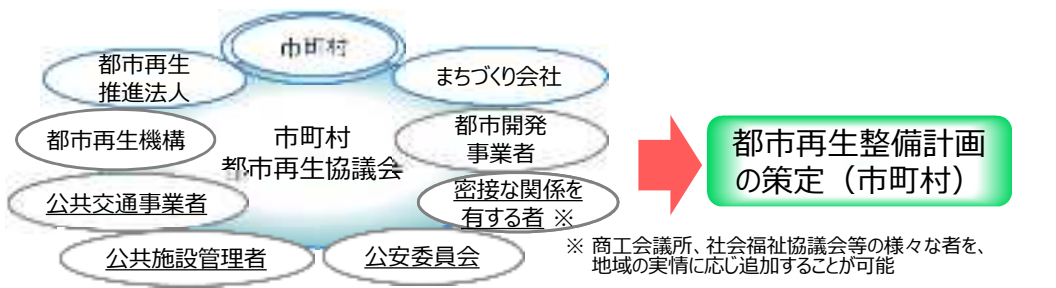 市町村
都市再生
推進法人
まちづくり会社
都市再生機構
市町村
都市再生協議会
都市開発
事業者
公共交通事業者
密接な関係を
有する者 ※
公共施設管理者
公安委員会
都市再生整備計画
の策定（市町村）
※ 商工会議所、社会福祉協議会等の様々な者を、
地域の実情に応じ追加することが可能